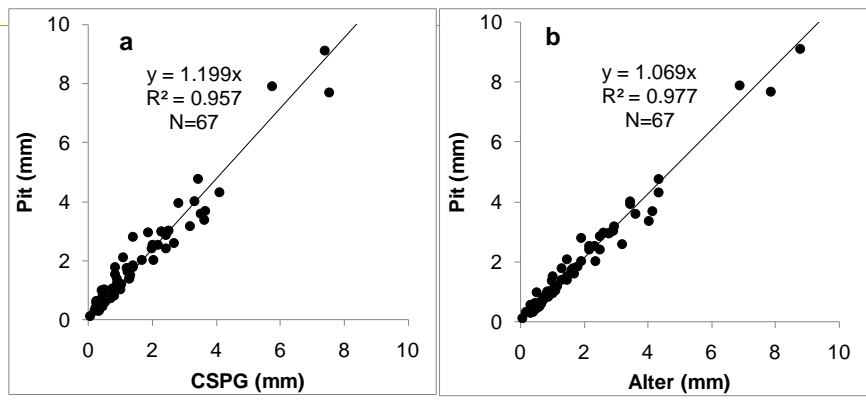 a
y = 1.199x
R² = 0.957
N=67
Pit (mm)
10
8
6
4
2
0
0 2 4 6 8 10
CSPG (mm)
b
y = 1.069x
R² = 0.977
N=67
Pit (mm)
10
8
6
4
2
0
0 2 4 6 8 10
Alter (mm)